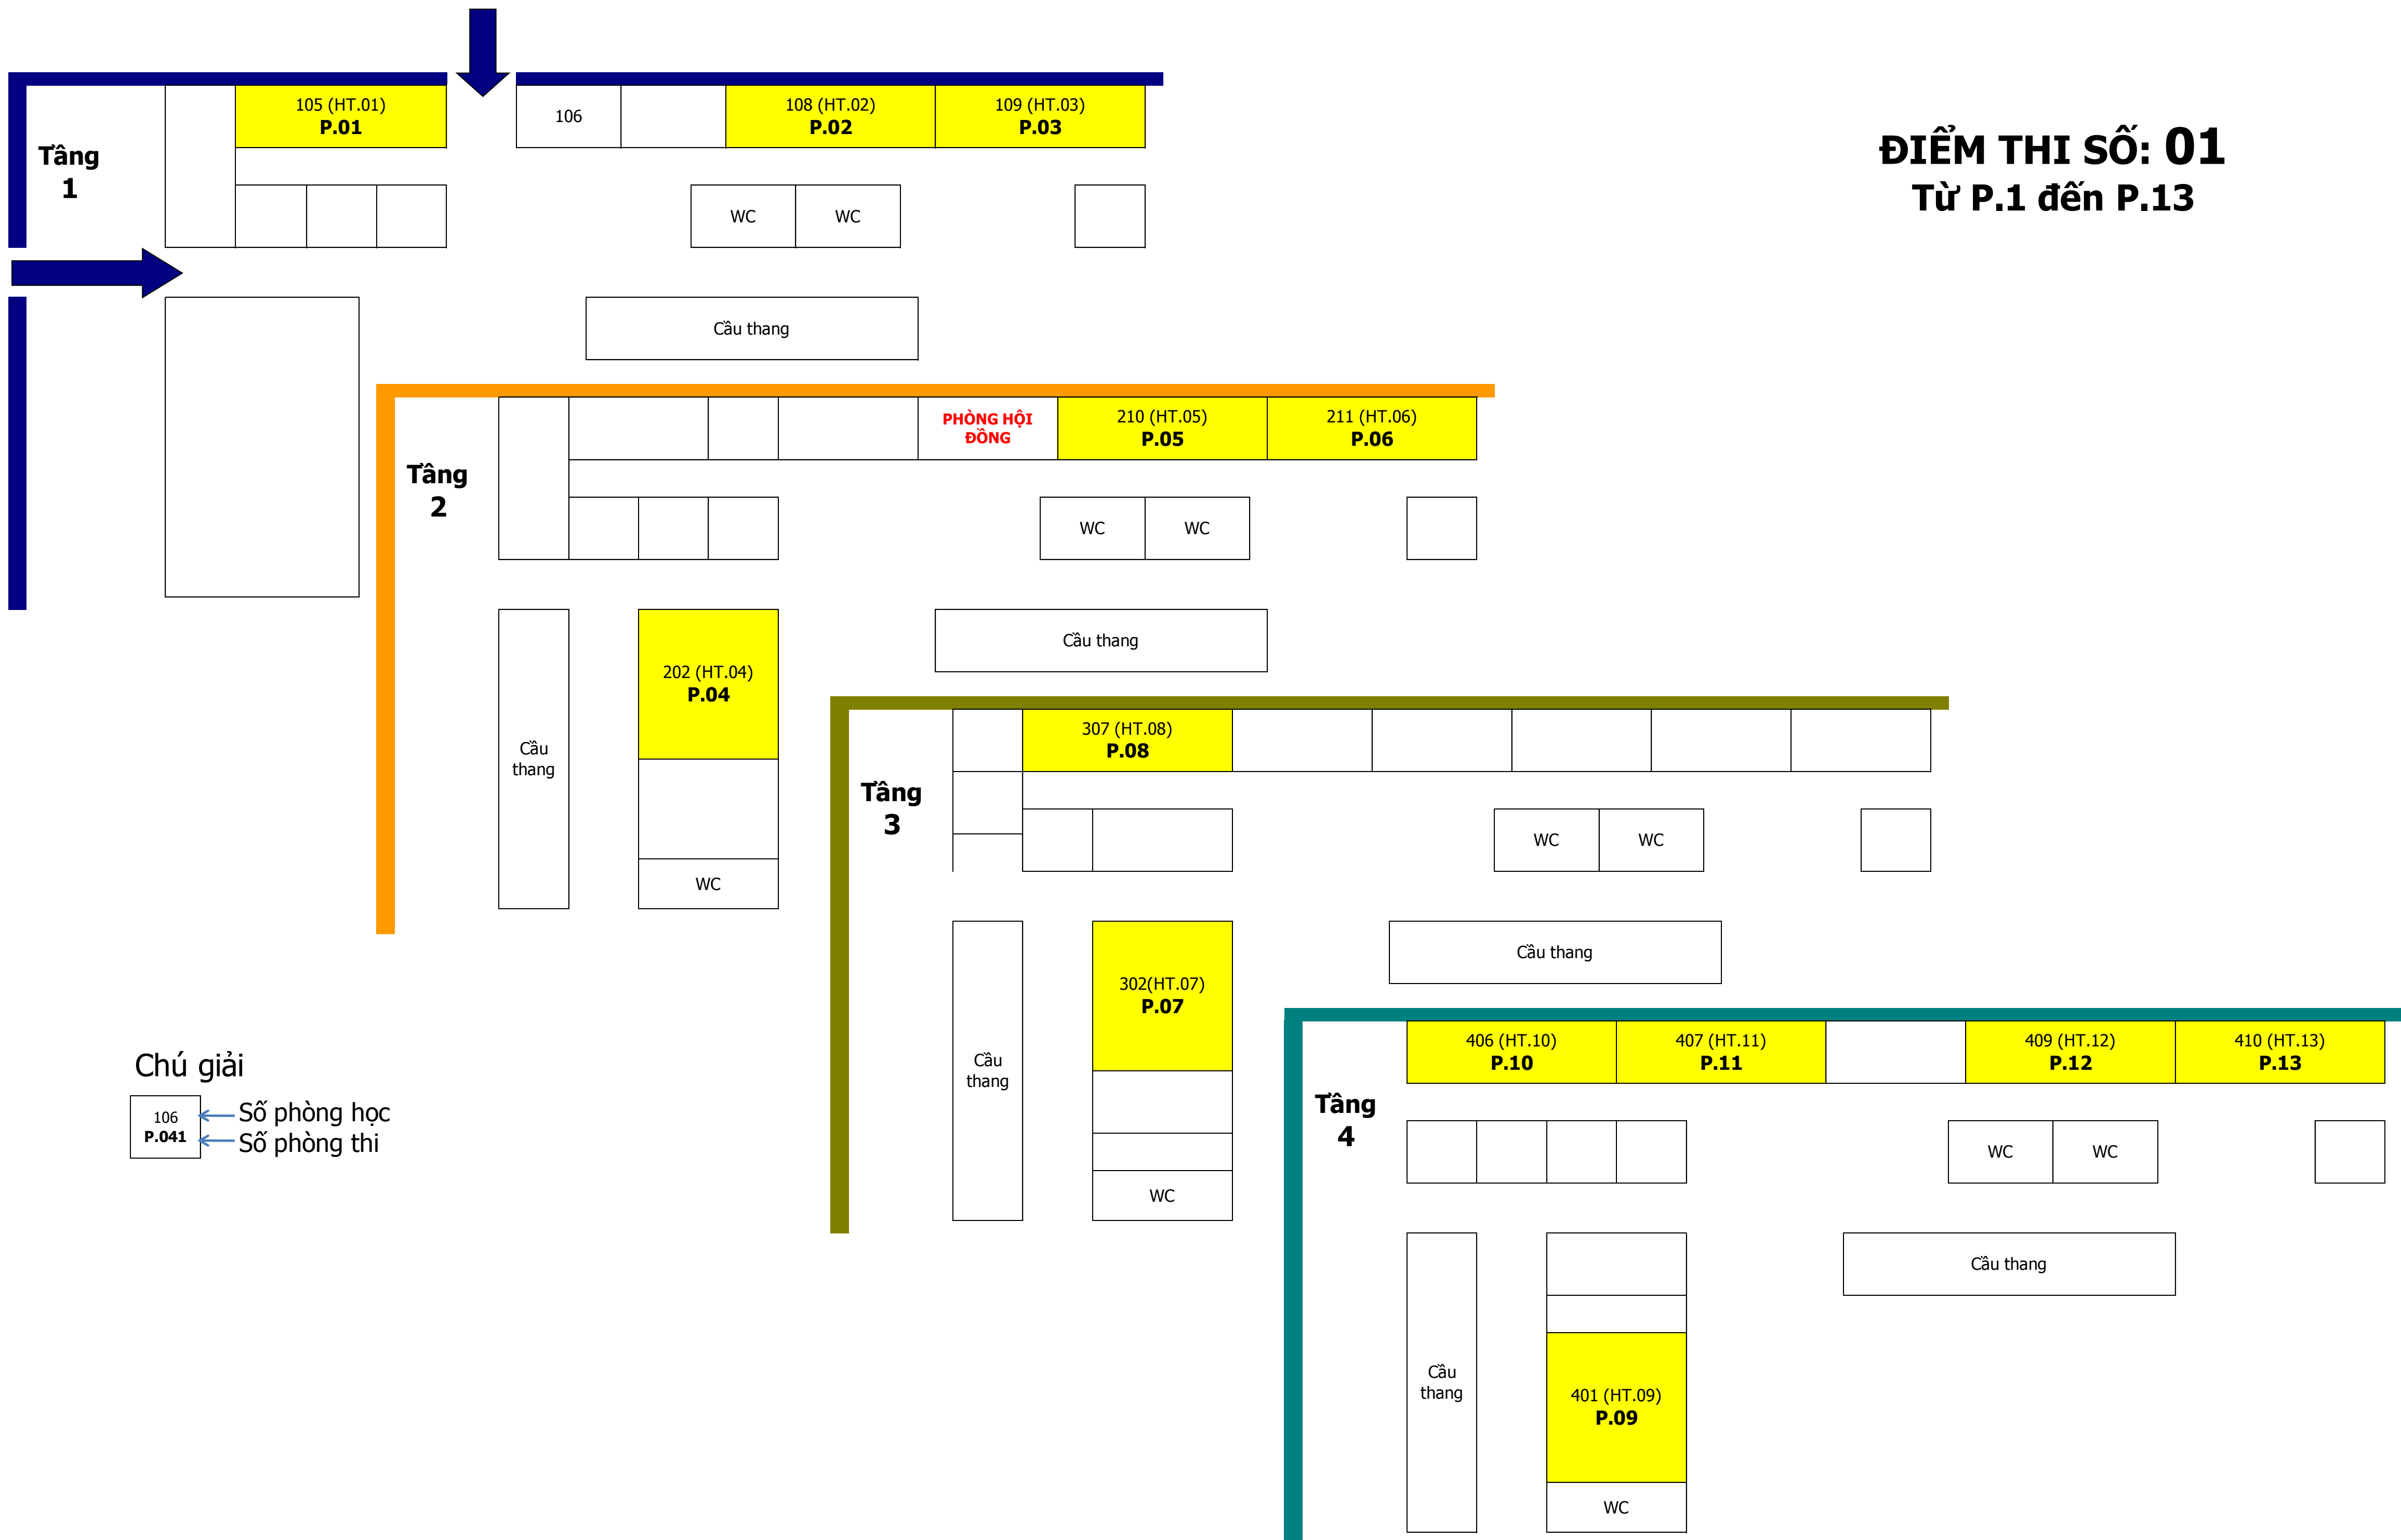 105 (HT.01)
P.01
106
108 (HT.02)
P.02
109 (HT.03)
P.03
Tầng
1
WC
WC
Cầu thang
ĐIỂM THI SỐ: 01
Từ P.1 đến P.13
PHÒNG HỘI
ĐỒNG
210 (HT.05)
P.05
211 (HT.06)
P.06
Tầng
2
WC
WC
Cầu thang
202 (HT.04)
P.04
Cầu
thang
WC
307 (HT.08)
P.08
Tầng
3
WC
WC
Cầu thang
302(HT.07)
P.07
Cầu
thang
WC
406 (HT.10)
P.10
407 (HT.11)
P.11
409 (HT.12)
P.12
410 (HT.13)
P.13
Tầng
4
WC
WC
Cầu thang
Cầu
thang
401 (HT.09)
P.09
WC
Chú giải
106
P.041
Số phòng học
Số phòng thi